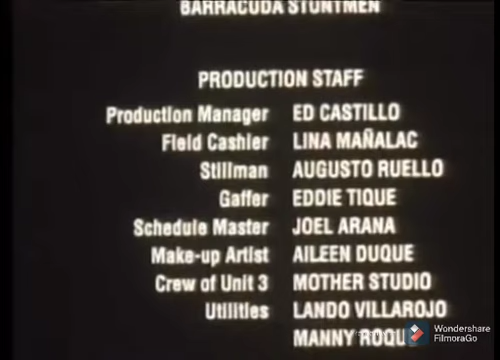 BARRACUDA STUNTMEN
PRODUCTION STAFF
Production Manager ED CASTILLO
Field Cashier LINA MAÑALAC
Stillman AUGUSTO RUELLO
Gaffer EDDIE TIQUE
Schedule Master JOEL ARANA
Make-up Artist AILEEN DUQUE
Crew of Unit 3 MOTHER STUDIO
Utilities LANDO VILLAROJO
MANNY
Wondershare
FilmoraGo